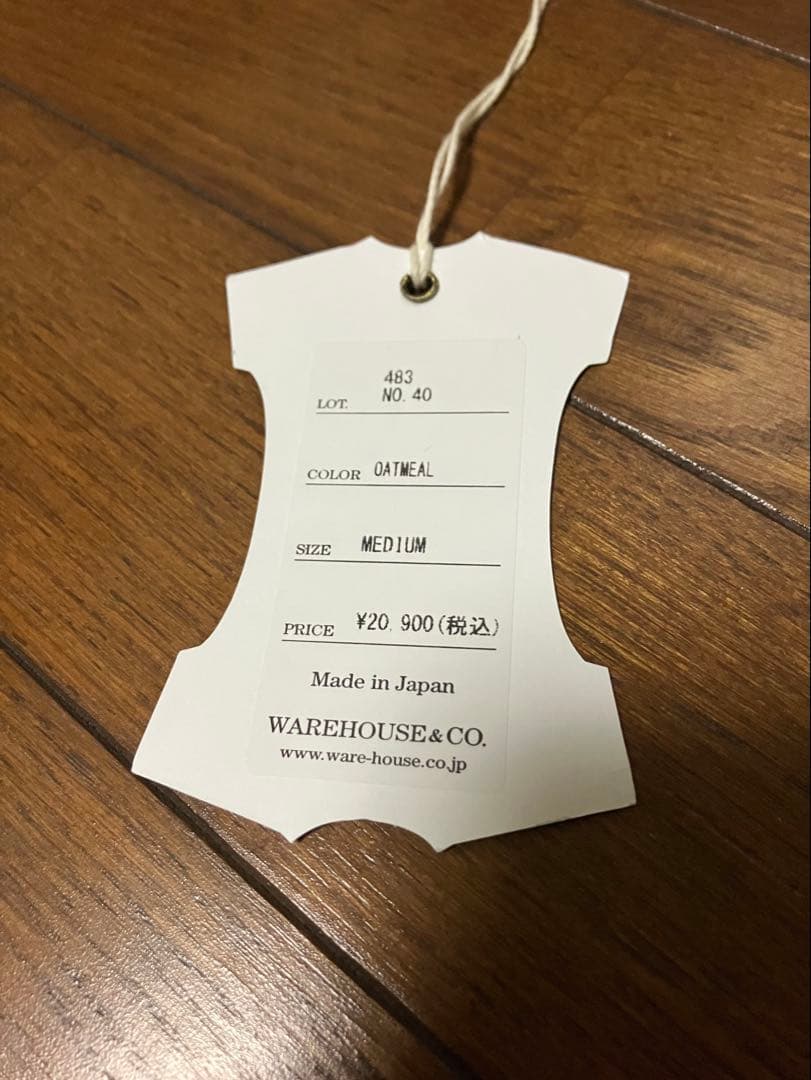 483
LOT. NO. 40
COLOR OATMEAL
SIZE MEDIUM
PRICE ¥20,900(税込)
Made in Japan
WAREHOUSE & CO.
www.ware-house.co.jp